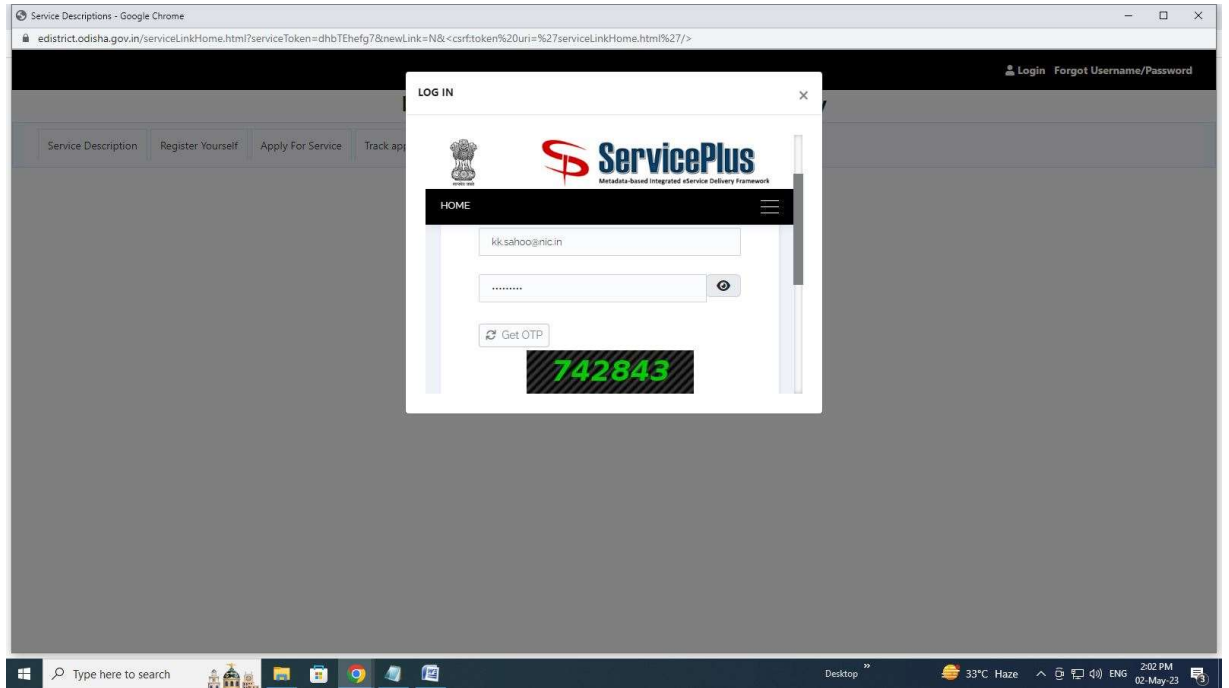 Service Descriptions - Google Chrome
edistrict.odisha.gov.in/serviceLinkHome.html?serviceToken=dhbTEhefg7&newLink=N&<csrf:token%20uri=%27serviceLinkHome.html%27/>
Login Forgot Username/Password
LOG IN
Service Description Register Yourself Apply For Service Track app
ServicePlus
Metadata-based Integrated eService Delivery Framework
HOME
kk.sahoo@nic.in
Get OTP
742843
Type here to search
Desktop
33°C Haze
ENG
2:02 PM
02-May-23
3